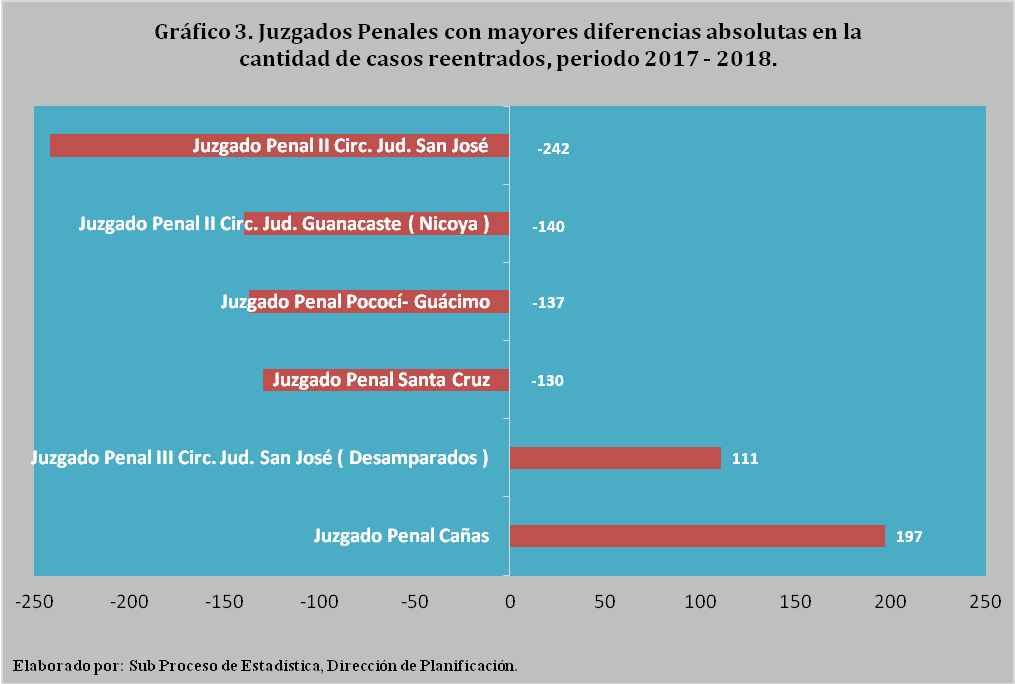 Gráfico 3. Juzgados Penales con mayores diferencias absolutas en la
cantidad de casos reentrados, periodo 2017 - 2018.
Juzgado Penal II Circ. Jud. San José -242
Juzgado Penal II Circ. Jud. Guanacaste ( Nicoya ) -140
Juzgado Penal Pococí- Guácimo -137
Juzgado Penal Santa Cruz -130
Juzgado Penal III Circ. Jud. San José ( Desamparados ) 111
Juzgado Penal Cañas 197
-250 -200 -150 -100 -50 0 50 100 150 200 250
Elaborado por: Sub Proceso de Estadística, Dirección de Planificación.